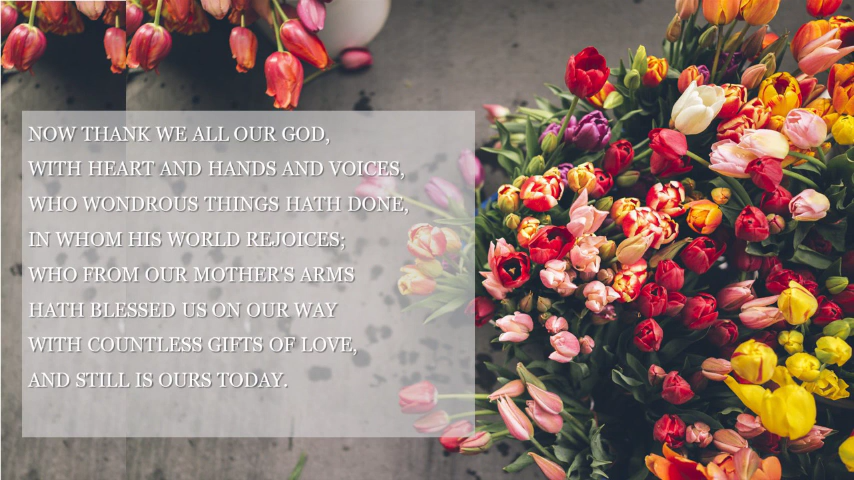 NOW THANK WE ALL OUR GOD,
WITH HEART AND HANDS AND VOICES,
WHO WONDROUS THINGS HATH DONE,
IN WHOM HIS WORLD REJOICES;
WHO FROM OUR MOTHER'S ARMS
HATH BLESSED US ON OUR WAY
WITH COUNTLESS GIFTS OF LOVE,
AND STILL IS OURS TODAY.